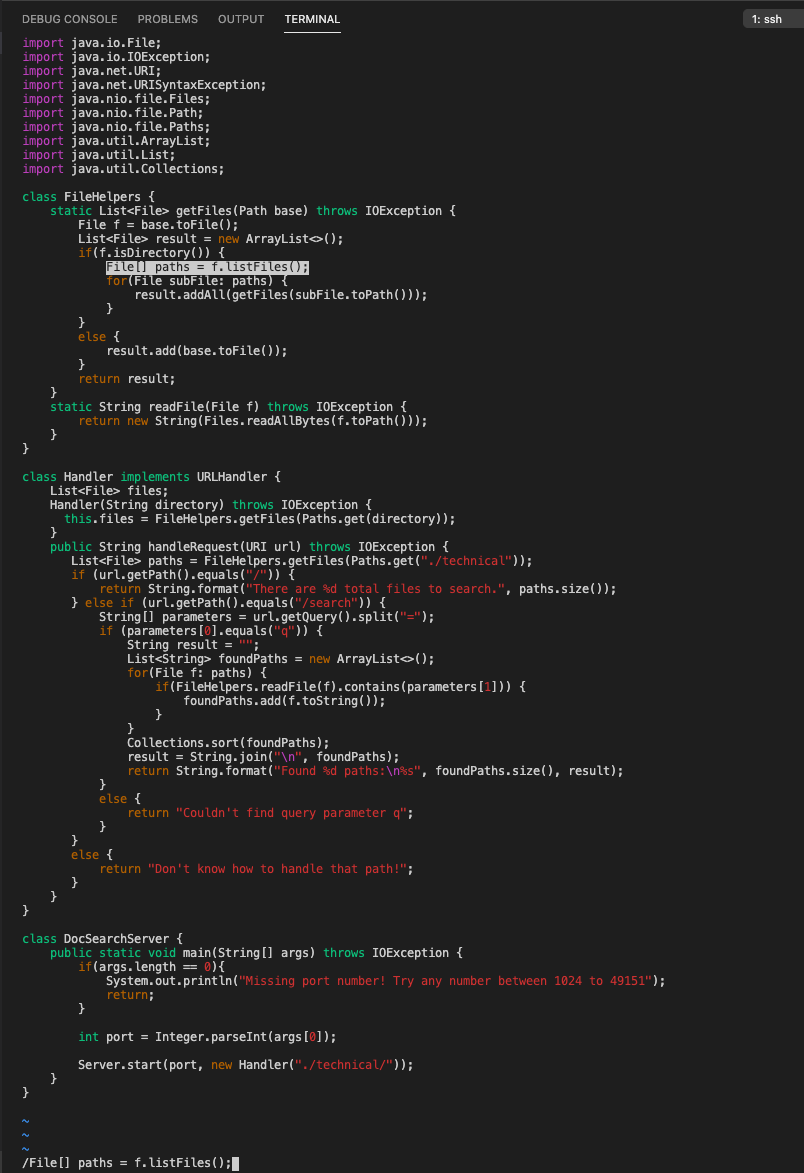 DEBUG CONSOLE PROBLEMS OUTPUT TERMINAL 1: ssh
import java.io.File;
import java.io.IOException;
import java.net.URI;
import java.net.URISyntaxException;
import java.nio.file.Files;
import java.nio.file.Path;
import java.nio.file.Paths;
import java.util.ArrayList;
import java.util.List;
import java.util.Collections;

class FileHelpers {
    static List<File> getFiles(Path base) throws IOException {
        File f = base.toFile();
        List<File> result = new ArrayList<>();
        if(f.isDirectory()) {
            File[] paths = f.listFiles();
            for(File subFile: paths) {
                result.addAll(getFiles(subFile.toPath()));
            }
        }
        else {
            result.add(base.toFile());
        }
        return result;
    }
    static String readFile(File f) throws IOException {
        return new String(Files.readAllBytes(f.toPath()));
    }
}

class Handler implements URLHandler {
    List<File> files;
    Handler(String directory) throws IOException {
      this.files = FileHelpers.getFiles(Paths.get(directory));
    }
    public String handleRequest(URI url) throws IOException {
       List<File> paths = FileHelpers.getFiles(Paths.get("./technical"));
       if (url.getPath().equals("/")) {
           return String.format("There are %d total files to search.", paths.size());
       } else if (url.getPath().equals("/search")) {
           String[] parameters = url.getQuery().split("=");
           if (parameters[0].equals("q")) {
               String result = "";
               List<String> foundPaths = new ArrayList<>();
               for(File f: paths) {
                   if(FileHelpers.readFile(f).contains(parameters[1])) {
                       foundPaths.add(f.toString());
                   }
               }
               Collections.sort(foundPaths);
               result = String.join("\n", foundPaths);
               return String.format("Found %d paths:\n%s", foundPaths.size(), result);
           }
           else {
               return "Couldn't find query parameter q";
           }
       }
       else {
           return "Don't know how to handle that path!";
       }
    }
}

class DocSearchServer {
    public static void main(String[] args) throws IOException {
        if(args.length == 0){
            System.out.println("Missing port number! Try any number between 1024 to 49151");
            return;
        }

        int port = Integer.parseInt(args[0]);

        Server.start(port, new Handler("./technical/"));
    }
}

~
~
~
/File[] paths = f.listFiles();